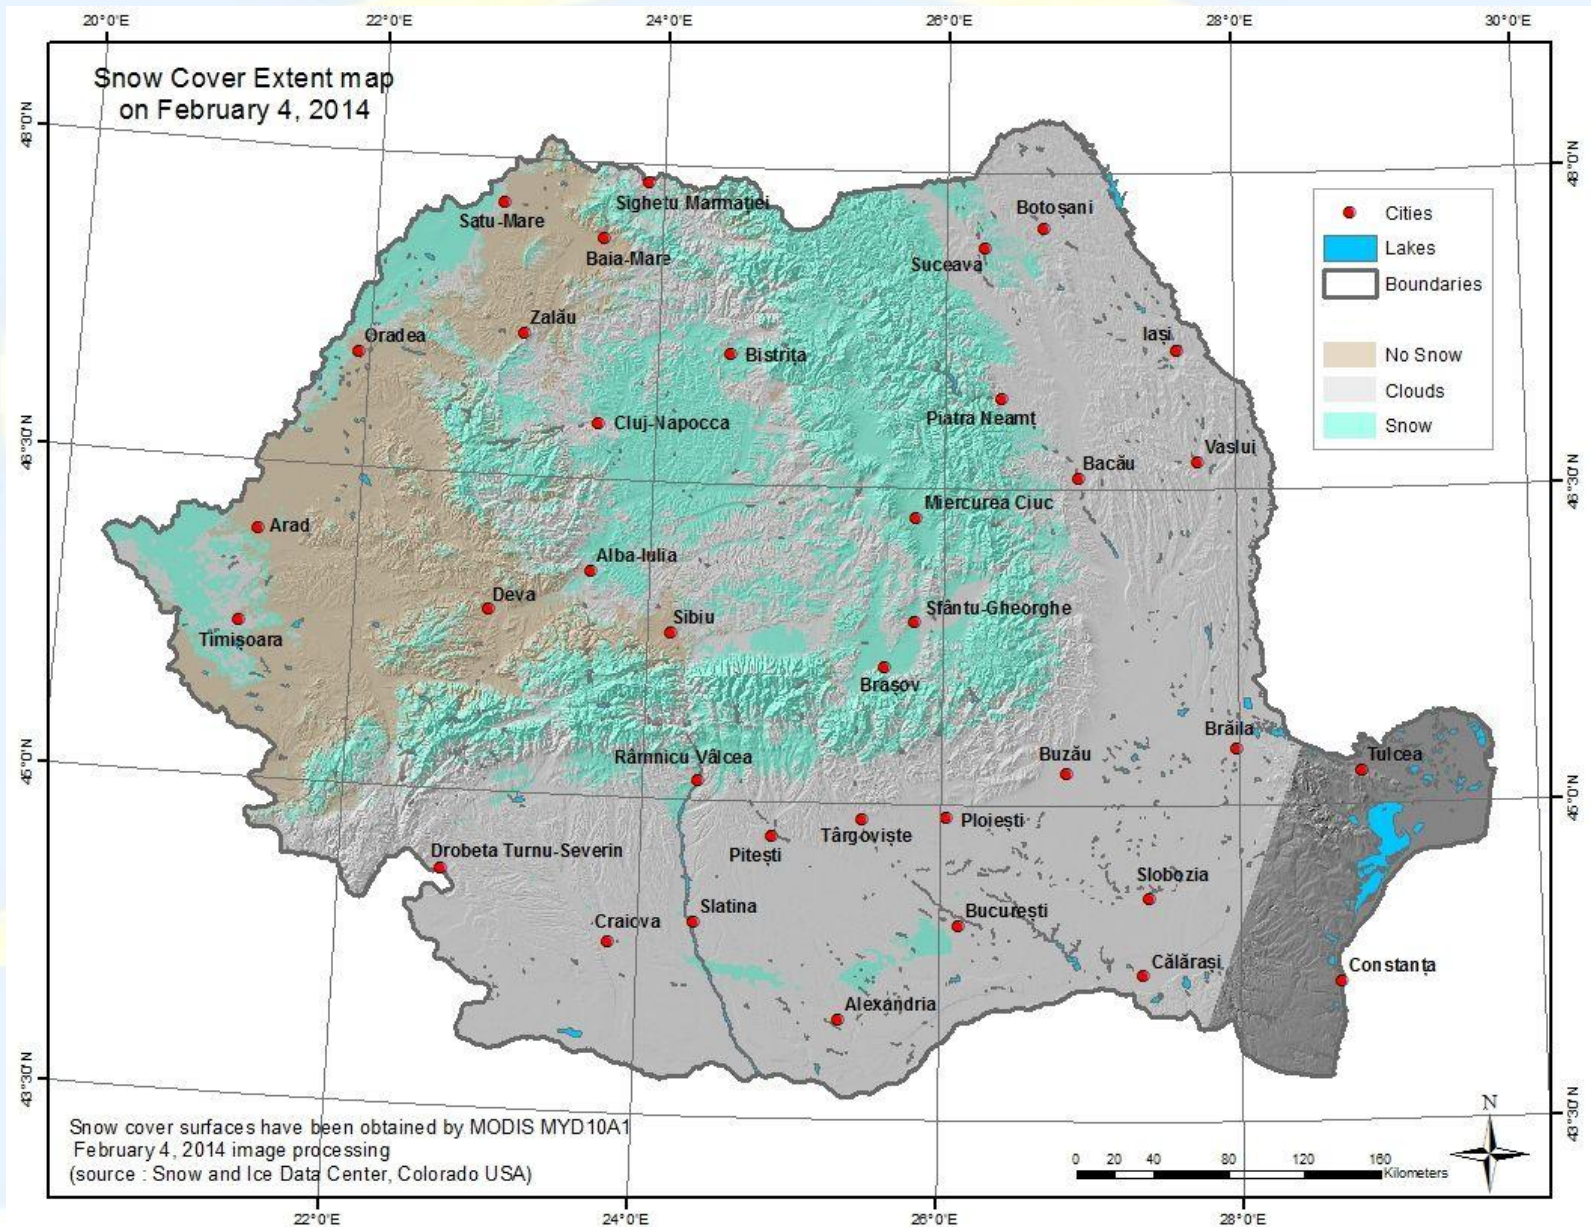 20°0'E 22°0'E 24°0'E 26°0'E 28°0'E 30°0'E
Snow Cover Extent map
on February 4, 2014
48°0'N
48°0'N
Cities
Lakes
Boundaries
No Snow
Clouds
Snow
Sighetu Marmației
Satu-Mare
Botoșani
Baia-Mare
Suceava
Zalău
Oradea
Iași
Bistrița
Cluj-Napocca
Piatra Neamț
46°30'N
46°30'N
Vaslui
Bacău
Miercurea Ciuc
Arad
Alba-Iulia
Deva
Sfântu-Gheorghe
Sibiu
Timișoara
Brașov
Brăila
45°0'N
45°0'N
Râmnicu Vâlcea
Buzău
Tulcea
Ploiești
Târgoviște
Drobeta Turnu-Severin
Pitești
Slobozia
Slatina
București
Craiova
Călărași
Constanța
Alexandria
43°30'N
43°30'N
N
Snow cover surfaces have been obtained by MODIS MYD10A1
February 4, 2014 image processing
(source : Snow and Ice Data Center, Colorado USA)
0 20 40 80 120 160
Kilometers
22°0'E 24°0'E 26°0'E 28°0'E